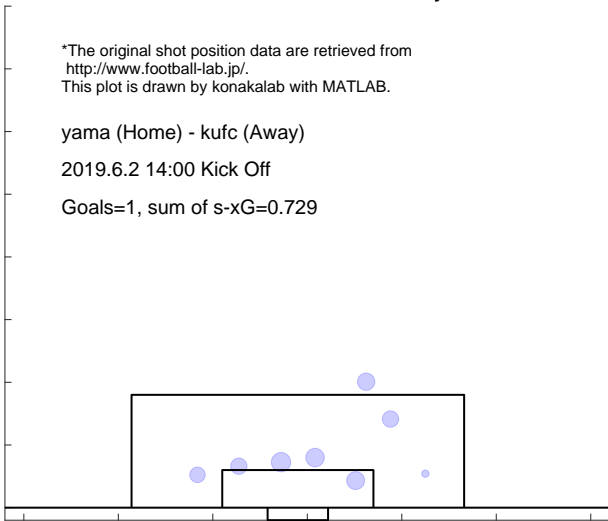 *The original shot position data are retrieved from
http://www.football-lab.jp/.
This plot is drawn by konakalab with MATLAB.
yama (Home) - kufc (Away)
2019.6.2 14:00 Kick Off
Goals=1, sum of s-xG=0.729